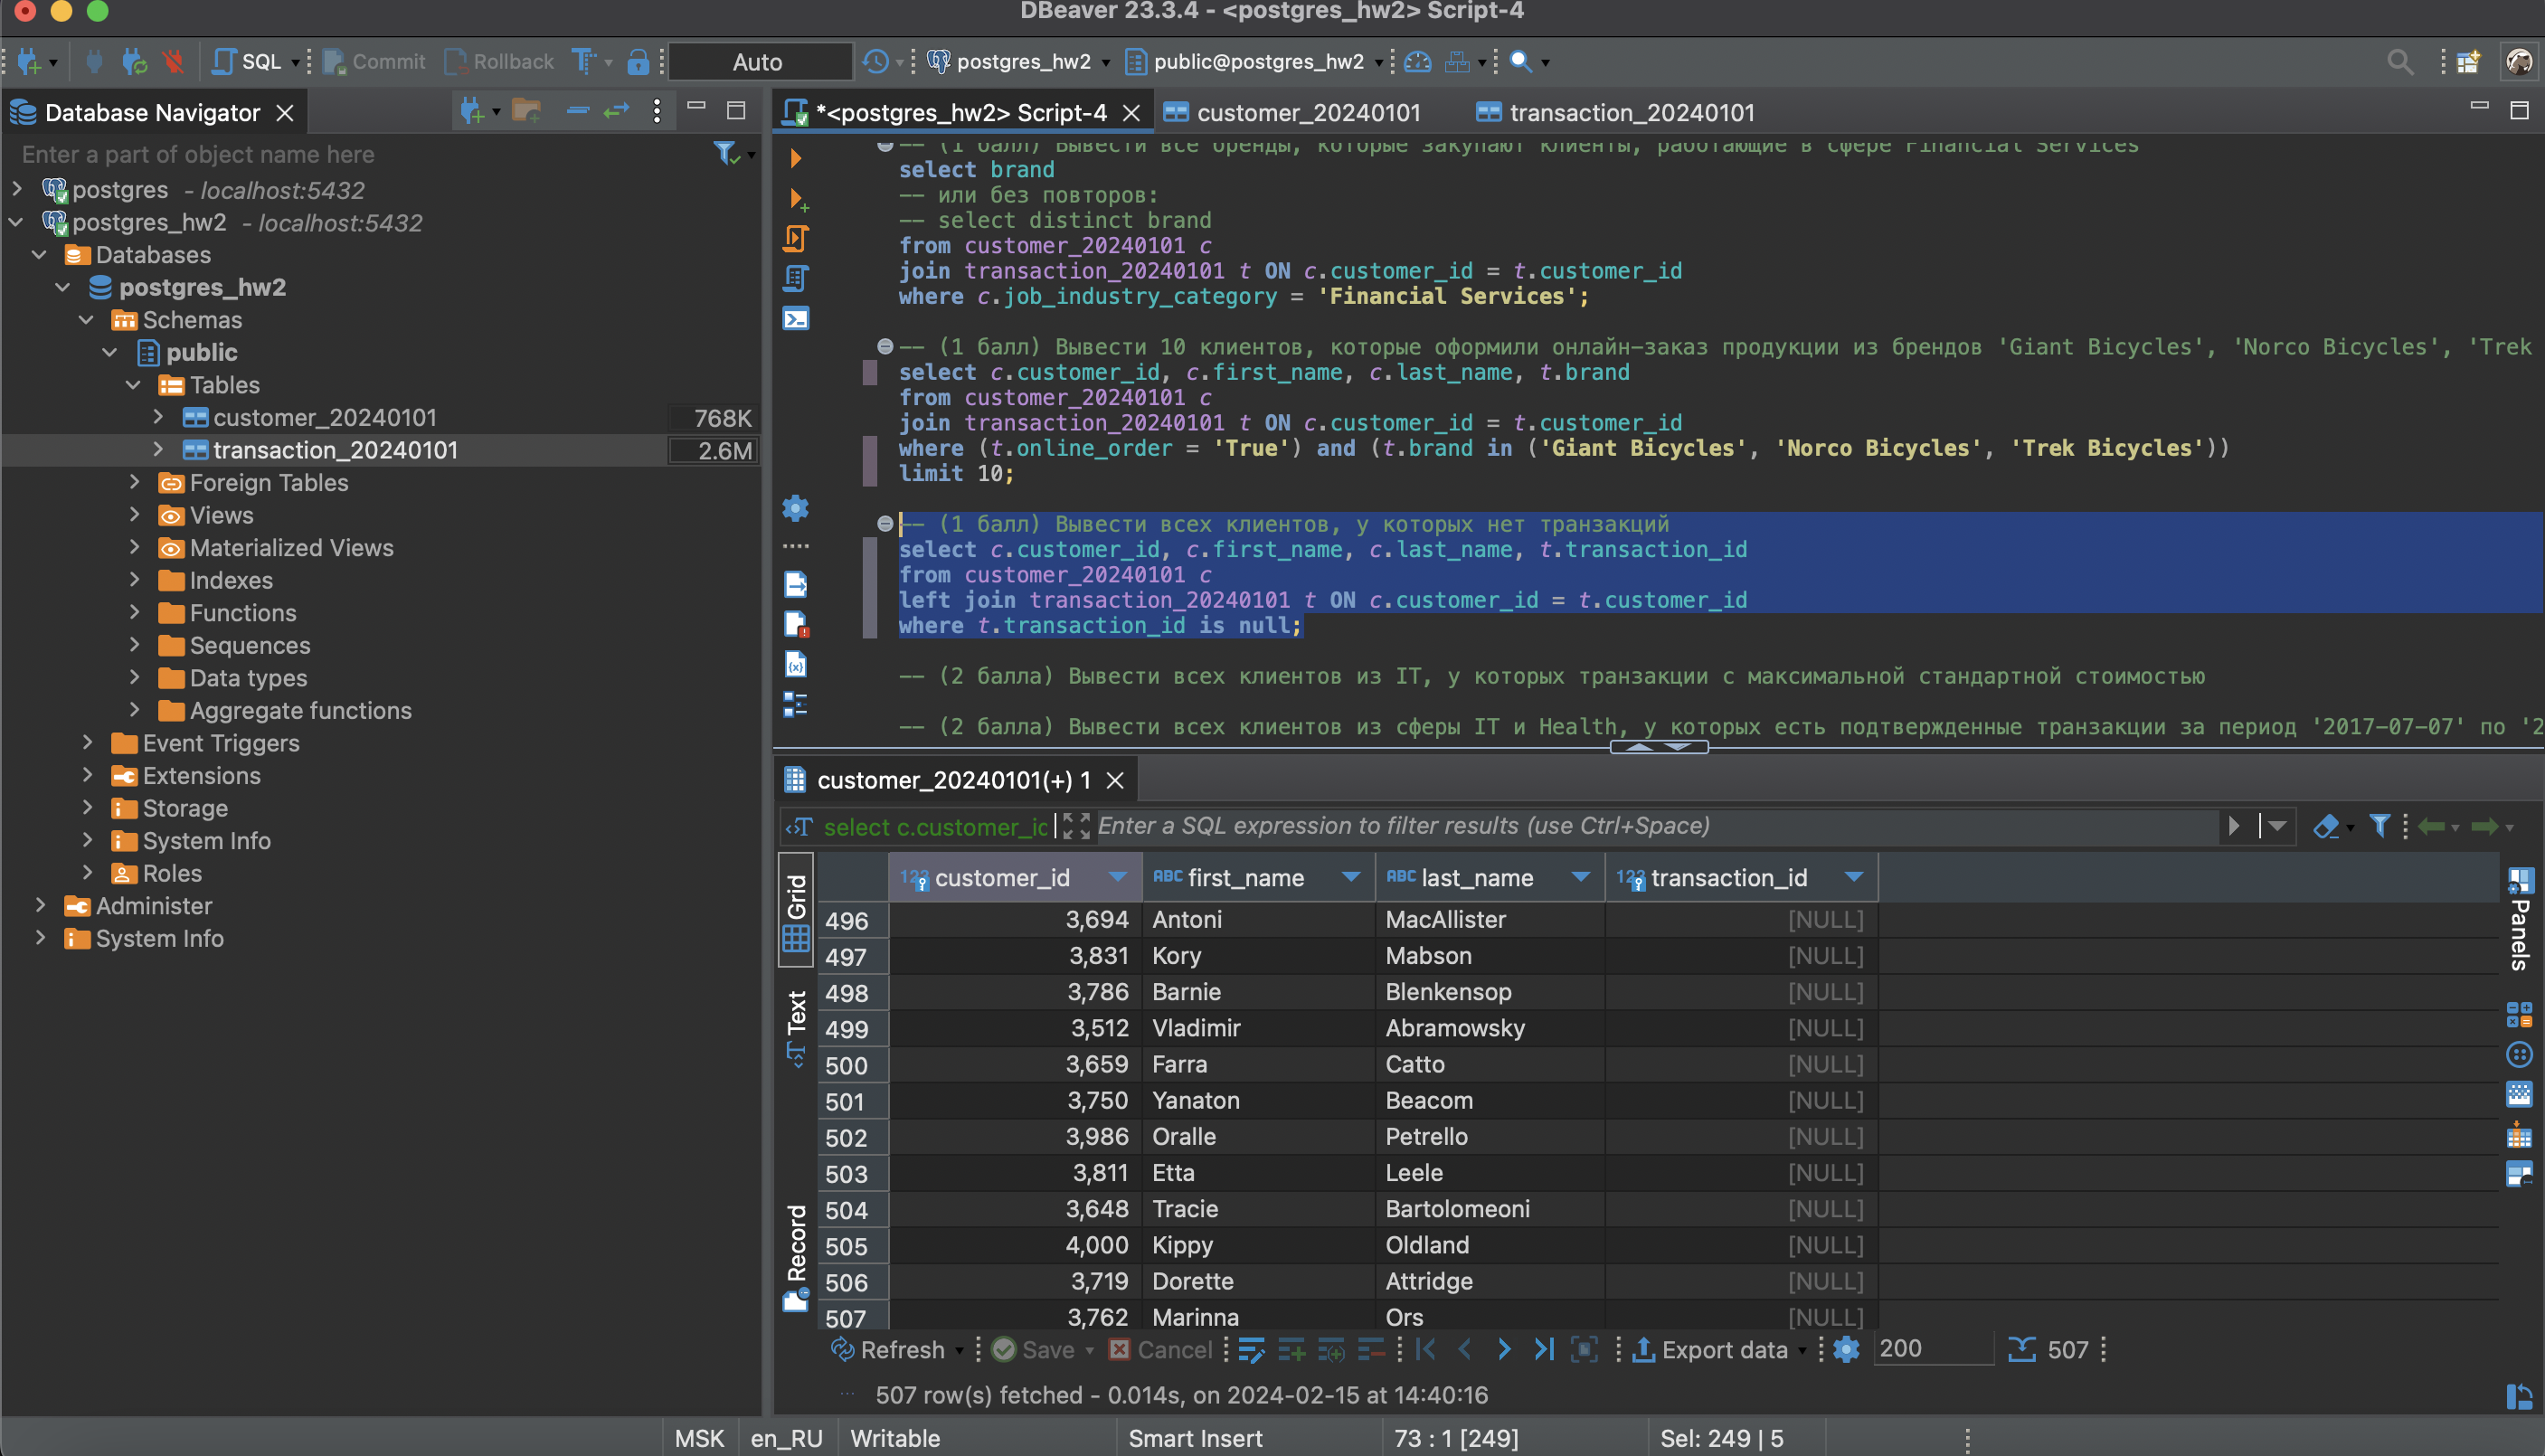 DBeaver 23.3.4 - <postgres_hw2> Script-4
SQL Commit Rollback Auto postgres_hw2 public@postgres_hw2
Database Navigator
Enter a part of object name here
postgres - localhost:5432
postgres_hw2 - localhost:5432
Databases
postgres_hw2
Schemas
public
Tables
customer_20240101 768K
transaction_20240101 2.6M
Foreign Tables
Views
Materialized Views
Indexes
Functions
Sequences
Data types
Aggregate functions
Event Triggers
Extensions
Storage
System Info
Roles
Administer
System Info
*<postgres_hw2> Script-4 customer_20240101 transaction_20240101
-- (1 балл) Вывести все бренды, которые закупают клиенты, работающие в сфере Financial Services
select brand
-- или без повторов:
-- select distinct brand
from customer_20240101 c
join transaction_20240101 t ON c.customer_id = t.customer_id
where c.job_industry_category = 'Financial Services';
-- (1 балл) Вывести 10 клиентов, которые оформили онлайн-заказ продукции из брендов 'Giant Bicycles', 'Norco Bicycles', 'Trek
select c.customer_id, c.first_name, c.last_name, t.brand
from customer_20240101 c
join transaction_20240101 t ON c.customer_id = t.customer_id
where (t.online_order = 'True') and (t.brand in ('Giant Bicycles', 'Norco Bicycles', 'Trek Bicycles'))
limit 10;
-- (1 балл) Вывести всех клиентов, у которых нет транзакций
select c.customer_id, c.first_name, c.last_name, t.transaction_id
from customer_20240101 c
left join transaction_20240101 t ON c.customer_id = t.customer_id
where t.transaction_id is null;
-- (2 балла) Вывести всех клиентов из IT, у которых транзакции с максимальной стандартной стоимостью
-- (2 балла) Вывести всех клиентов из сферы IT и Health, у которых есть подтвержденные транзакции за период '2017-07-07' по '2
customer_20240101(+) 1
select c.customer_ic Enter a SQL expression to filter results (use Ctrl+Space)
Grid
Text
Record
Panels
123 customer_id ABC first_name ABC last_name 123 transaction_id
496 3,694 Antoni MacAllister [NULL]
497 3,831 Kory Mabson [NULL]
498 3,786 Barnie Blenkensop [NULL]
499 3,512 Vladimir Abramowsky [NULL]
500 3,659 Farra Catto [NULL]
501 3,750 Yanaton Beacom [NULL]
502 3,986 Oralle Petrello [NULL]
503 3,811 Etta Leele [NULL]
504 3,648 Tracie Bartolomeoni [NULL]
505 4,000 Kippy Oldland [NULL]
506 3,719 Dorette Attridge [NULL]
507 3,762 Marinna Ors [NULL]
Refresh Save Cancel Export data 200 507
507 row(s) fetched - 0.014s, on 2024-02-15 at 14:40:16
MSK en_RU Writable Smart Insert 73 : 1 [249] Sel: 249 | 5